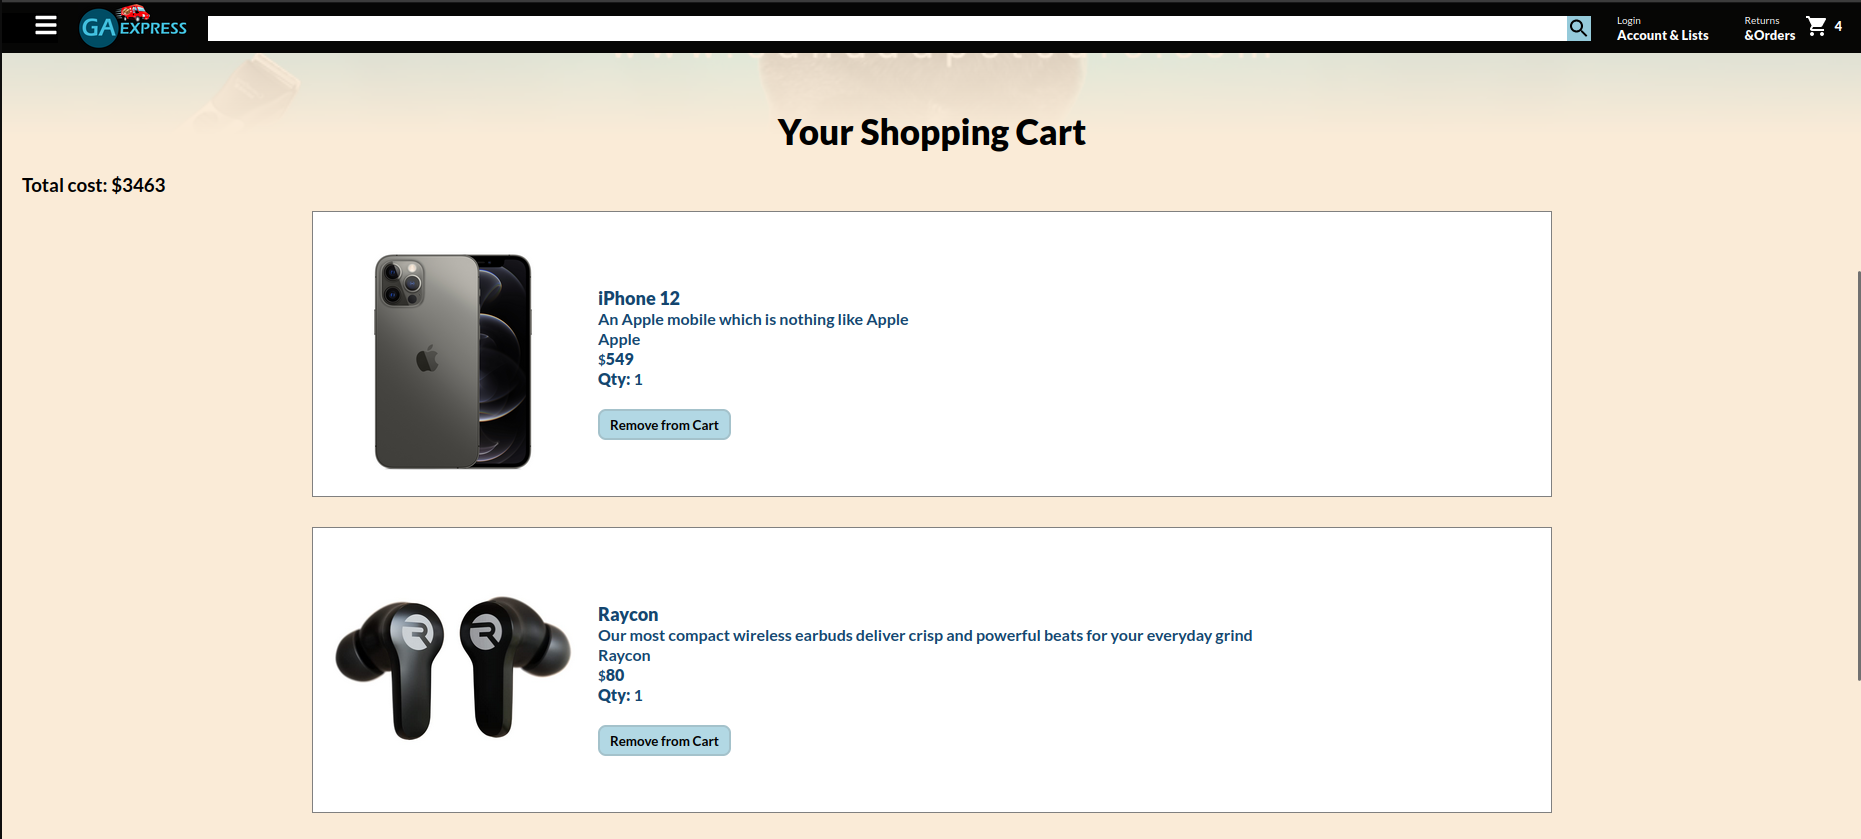 GA EXPRESS
Login
Account & Lists
Returns
&Orders
4
Your Shopping Cart
Total cost: $3463
iPhone 12
An Apple mobile which is nothing like Apple
Apple
$549
Qty: 1
Remove from Cart
Raycon
Our most compact wireless earbuds deliver crisp and powerful beats for your everyday grind
Raycon
$80
Qty: 1
Remove from Cart